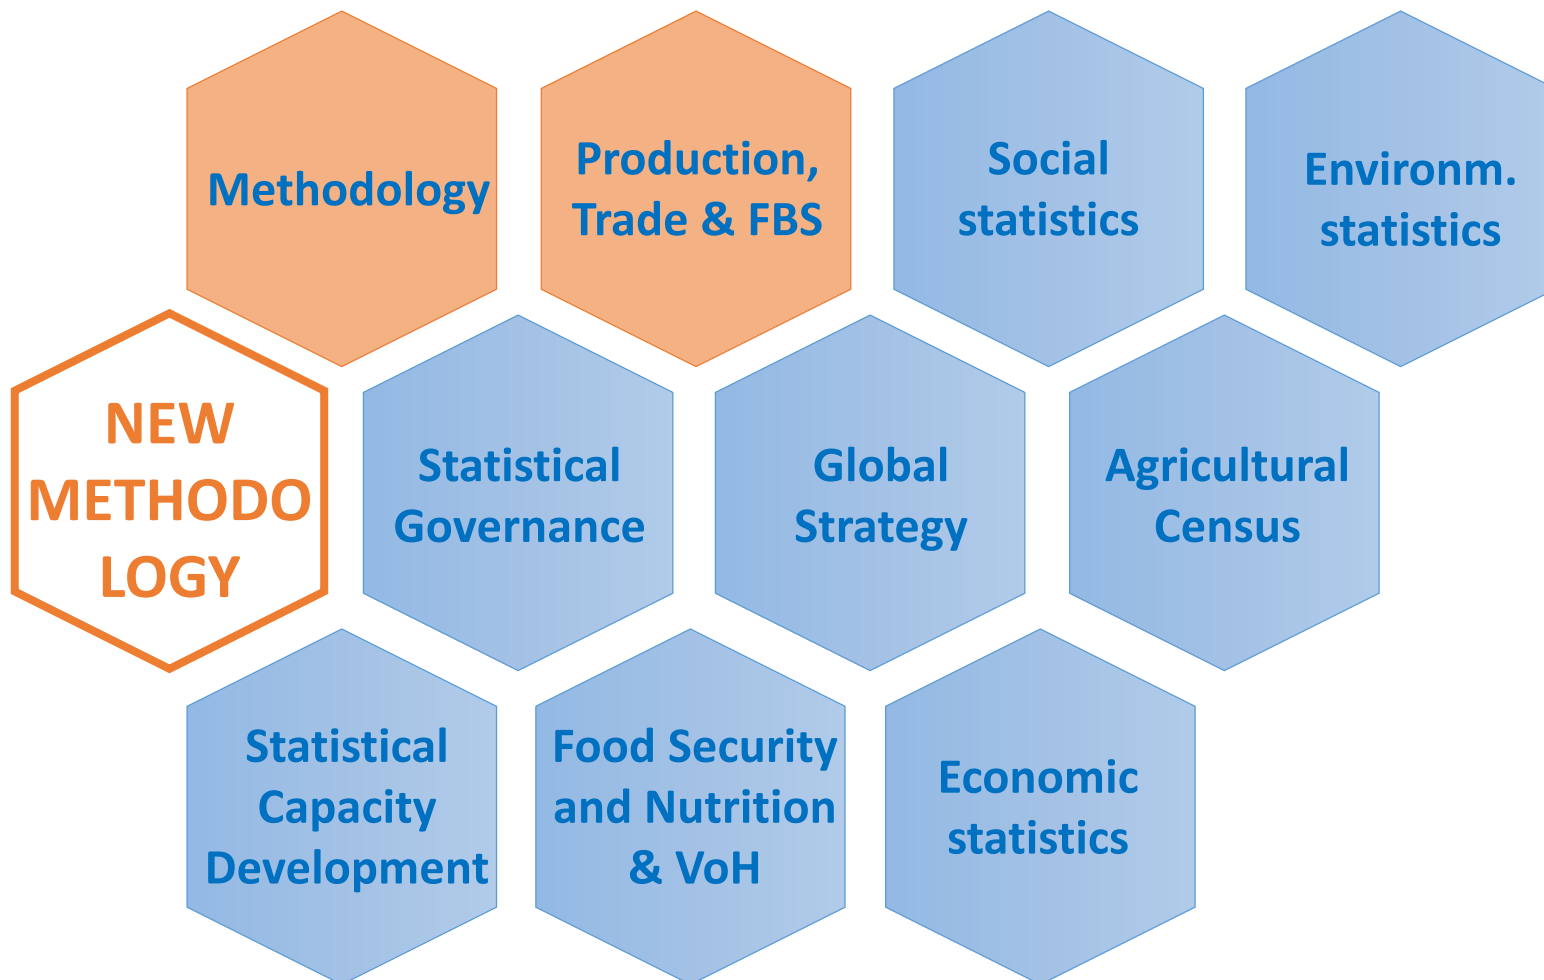 Methodology
Production,
Trade & FBS
Social
statistics
Environm.
statistics
NEW
METHODO
LOGY
Statistical
Governance
Global
Strategy
Agricultural
Census
Statistical
Capacity
Development
Food Security
and Nutrition
& VoH
Economic
statistics